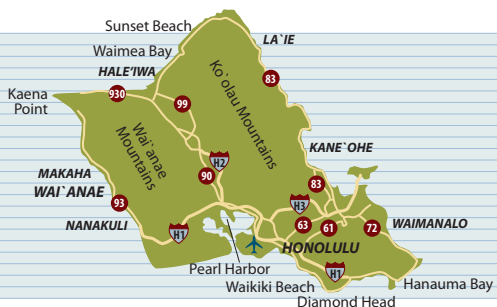 Sunset Beach
LA`IE
Waimea Bay
HALE'IWA
Ko`olau Mountains
83
Kaena
Point
930
99
Wai`anae
Mountains
KANE`OHE
H2
MAKAHA
WAI`ANAE
90
83
93
H3
NANAKULI
63
61
72
WAIMANALO
H1
HONOLULU
Pearl Harbor
H1
Waikiki Beach
Hanauma Bay
Diamond Head